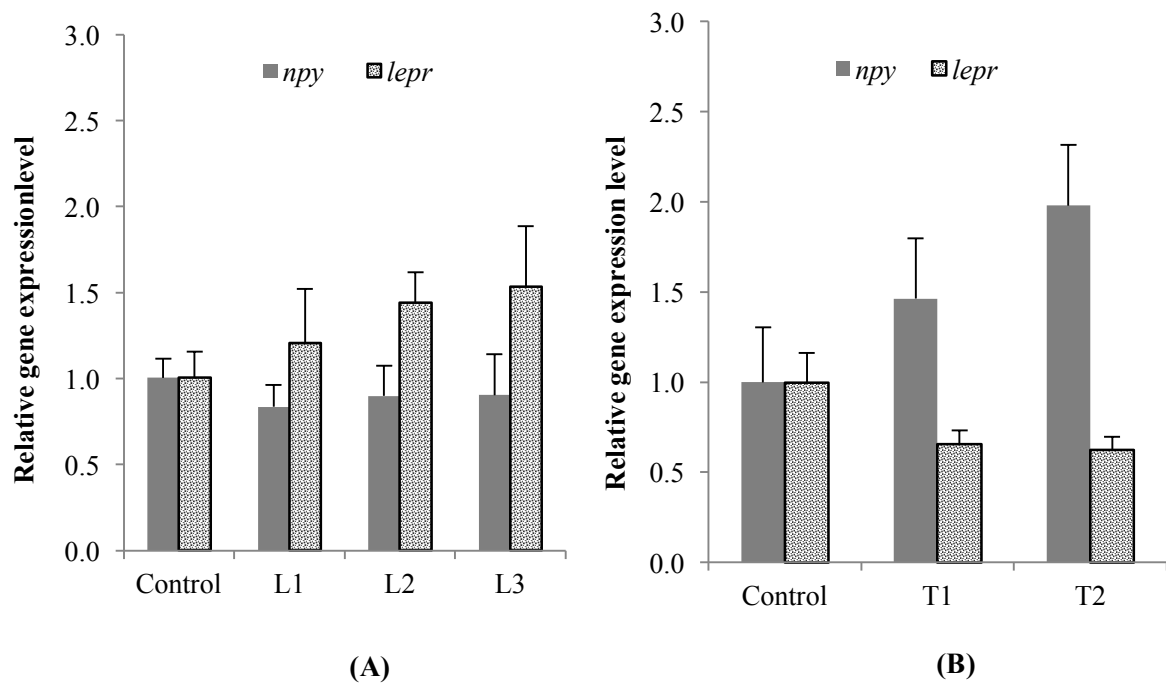 3.0
2.5
2.0
1.5
1.0
0.5
0.0
Relative gene expressionlevel
npy lepr
Control L1 L2 L3
(A)
3.0
2.5
2.0
1.5
1.0
0.5
0.0
Relative gene expression level
npy lepr
Control T1 T2
(B)